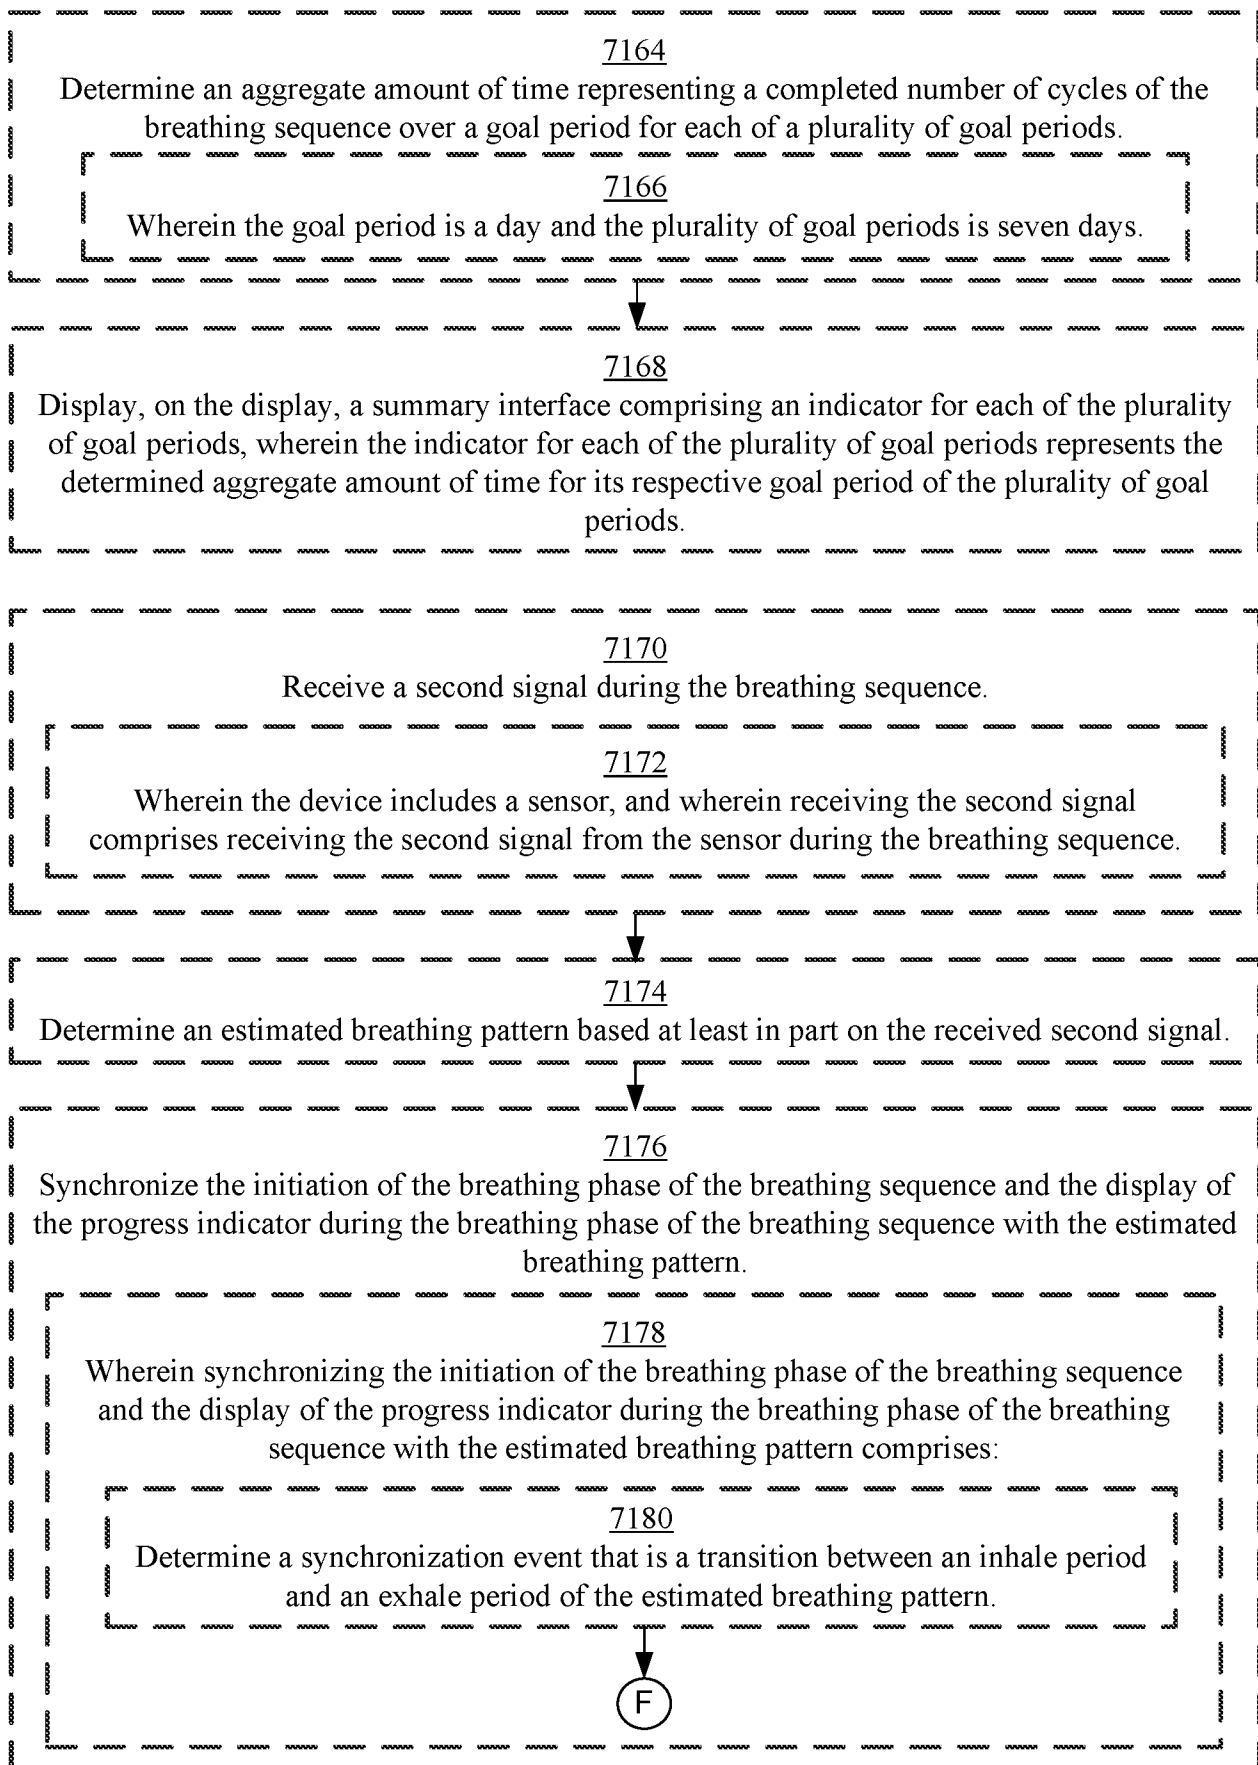 7164
Determine an aggregate amount of time representing a completed number of cycles of the
breathing sequence over a goal period for each of a plurality of goal periods.
7166
Wherein the goal period is a day and the plurality of goal periods is seven days.
7168
Display, on the display, a summary interface comprising an indicator for each of the plurality
of goal periods, wherein the indicator for each of the plurality of goal periods represents the
determined aggregate amount of time for its respective goal period of the plurality of goal
periods.
7170
Receive a second signal during the breathing sequence.
7172
Wherein the device includes a sensor, and wherein receiving the second signal
comprises receiving the second signal from the sensor during the breathing sequence.
7174
Determine an estimated breathing pattern based at least in part on the received second signal.
7176
Synchronize the initiation of the breathing phase of the breathing sequence and the display of
the progress indicator during the breathing phase of the breathing sequence with the estimated
breathing pattern.
7178
Wherein synchronizing the initiation of the breathing phase of the breathing sequence
and the display of the progress indicator during the breathing phase of the breathing
sequence with the estimated breathing pattern comprises:
7180
Determine a synchronization event that is a transition between an inhale period
and an exhale period of the estimated breathing pattern.
F